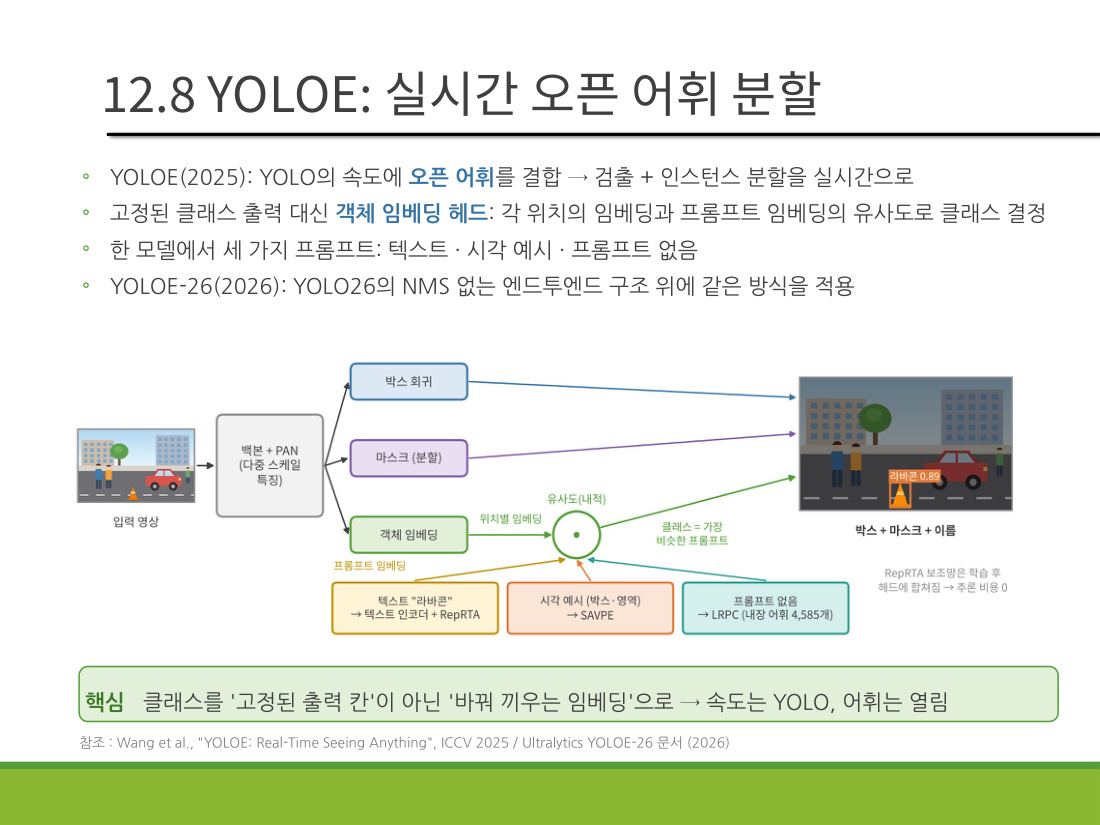 12.8 YOLOE: 실시간 오픈 어휘 분할
◦ YOLOE(2025): YOLO의 속도에 오픈 어휘를 결합 → 검출 + 인스턴스 분할을 실시간으로
◦ 고정된 클래스 출력 대신 객체 임베딩 헤드: 각 위치의 임베딩과 프롬프트 임베딩의 유사도로 클래스 결정
◦ 한 모델에서 세 가지 프롬프트: 텍스트 · 시각 예시 · 프롬프트 없음
◦ YOLOE-26(2026): YOLO26의 NMS 없는 엔드투엔드 구조 위에 같은 방식을 적용
입력 영상
백본 + PAN
(다중 스케일
특징)
박스 회귀
마스크 (분할)
객체 임베딩
위치별 임베딩
유사도(내적)
클래스 = 가장
비슷한 프롬프트
프롬프트 임베딩
텍스트 "라바콘"
→ 텍스트 인코더 + RepRTA
시각 예시 (박스·영역)
→ SAVPE
프롬프트 없음
→ LRPC (내장 어휘 4,585개)
라바콘 0.89
박스 + 마스크 + 이름
RepRTA 보조망은 학습 후
헤드에 합쳐짐 → 추론 비용 0
핵심 클래스를 '고정된 출력 칸'이 아닌 '바꿔 끼우는 임베딩'으로 → 속도는 YOLO, 어휘는 열림
참조 : Wang et al., "YOLOE: Real-Time Seeing Anything", ICCV 2025 / Ultralytics YOLOE-26 문서 (2026)